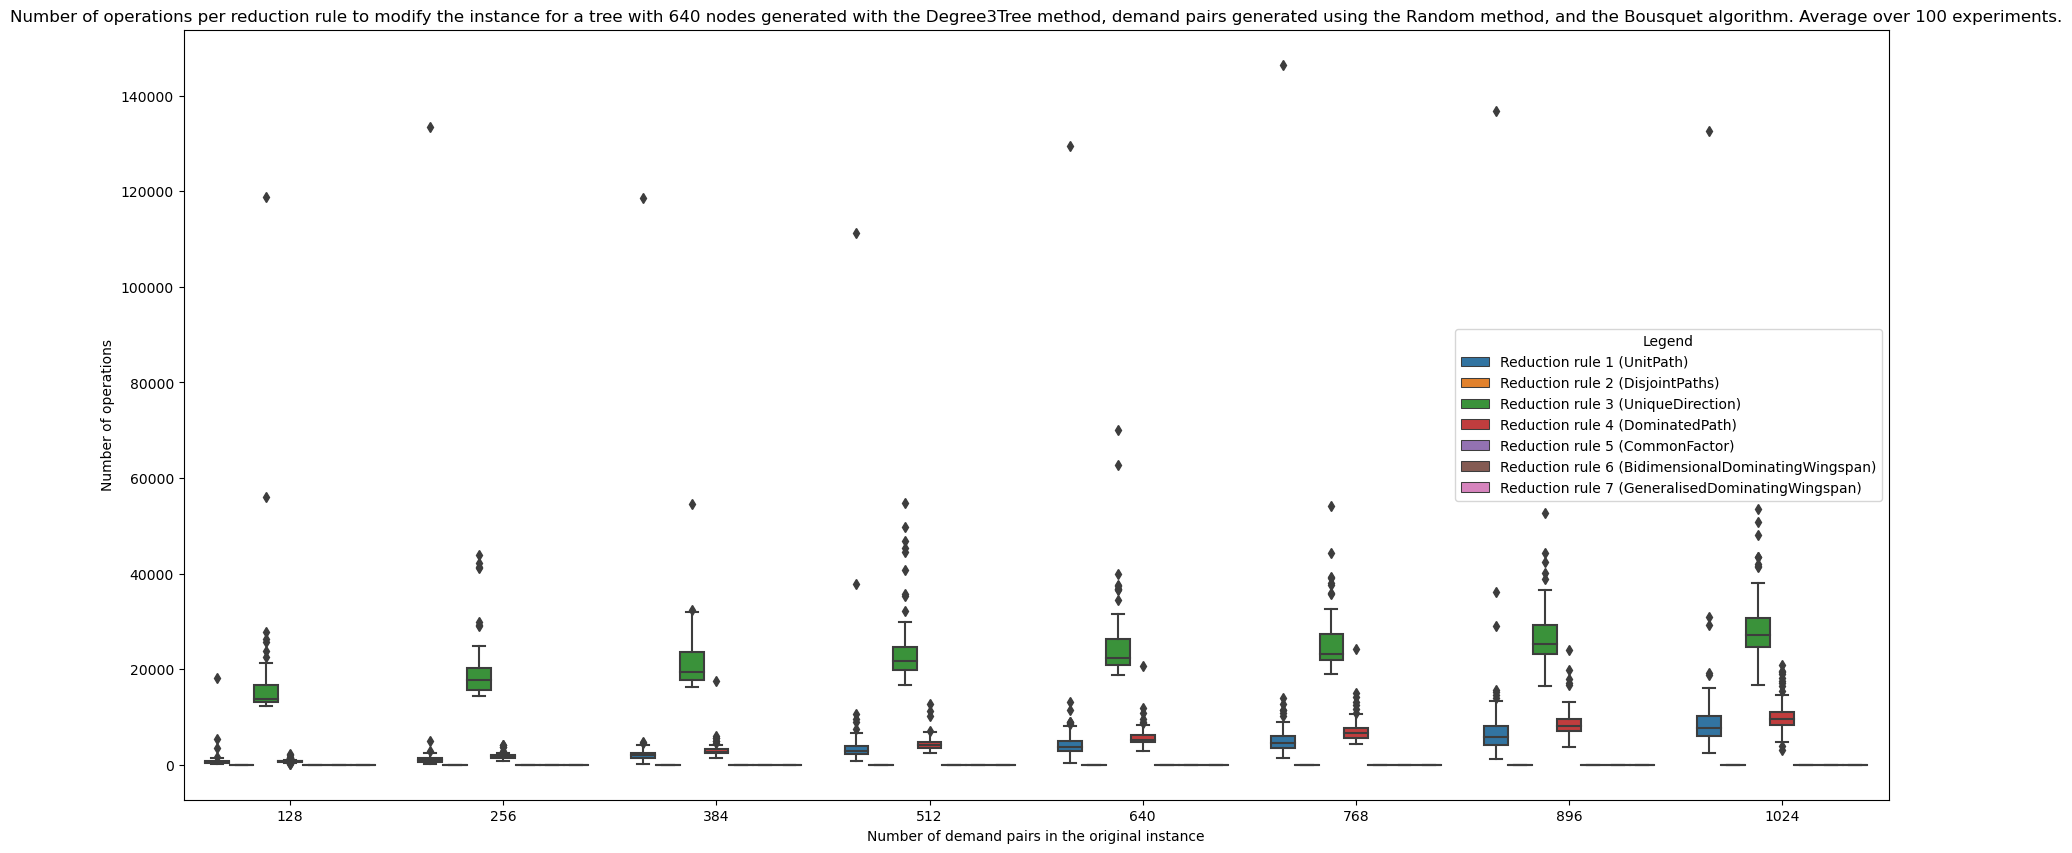 Number of operations per reduction rule to modify the instance for a tree with 640 nodes generated with the Degree3Tree method, demand pairs generated using the Random method, and the Bousquet algorithm. Average over 100 experiments.
Number of operations
140000
120000
100000
80000
60000
40000
20000
0
Legend
Reduction rule 1 (UnitPath)
Reduction rule 2 (DisjointPaths)
Reduction rule 3 (UniqueDirection)
Reduction rule 4 (DominatedPath)
Reduction rule 5 (CommonFactor)
Reduction rule 6 (BidimensionalDominatingWingspan)
Reduction rule 7 (GeneralisedDominatingWingspan)
128 256 384 512 640 768 896 1024
Number of demand pairs in the original instance